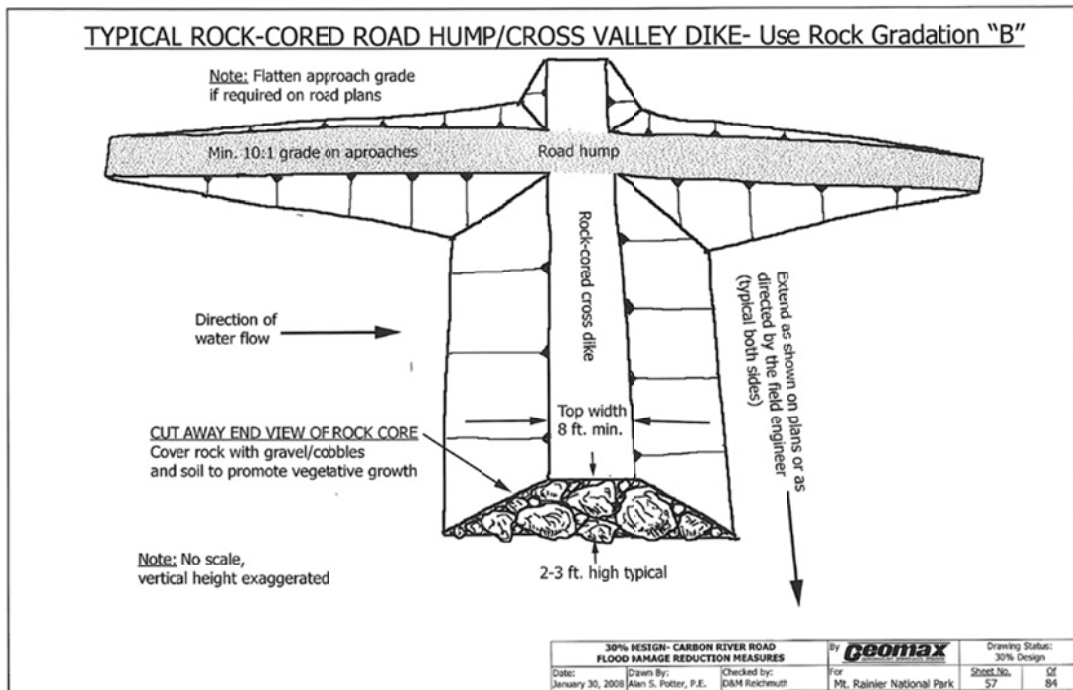 TYPICAL ROCK-CORED ROAD HUMP/CROSS VALLEY DIKE- Use Rock Gradation "B"
Note: Flatten approach grade
if required on road plans
Min. 10:1 grade on aproaches
Road hump
Rock-cored cross dike
Extend as shown on plans or as
directed by the field engineer
(typical both sides)
Direction of
water flow
Top width
8 ft. min.
CUT AWAY END VIEW OF ROCK CORE
Cover rock with gravel/cobbles
and soil to promote vegetative growth
2-3 ft. high typical
Note: No scale,
vertical height exaggerated
30% DESIGN- CARBON RIVER ROAD
FLOOD DAMAGE REDUCTION MEASURES
Date:
January 30, 2008
Drawn By:
Alan S. Potter, P.E.
Checked by:
D&M Reichmuth
By
Geomax
For
Mt. Rainier National Park
Drawing Status:
30% Design
Sheet No.
57
Of
84